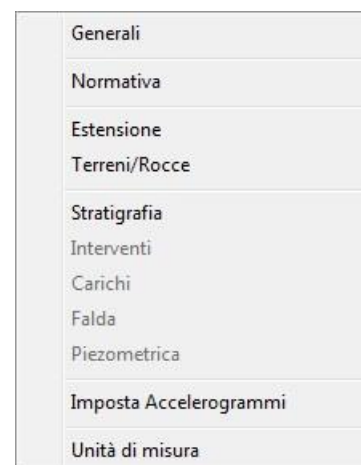 Generali
Normativa
Estensione
Terreni/Rocce
Stratigrafia
Interventi
Carichi
Falda
Piezometrica
Imposta Accelerogrammi
Unità di misura